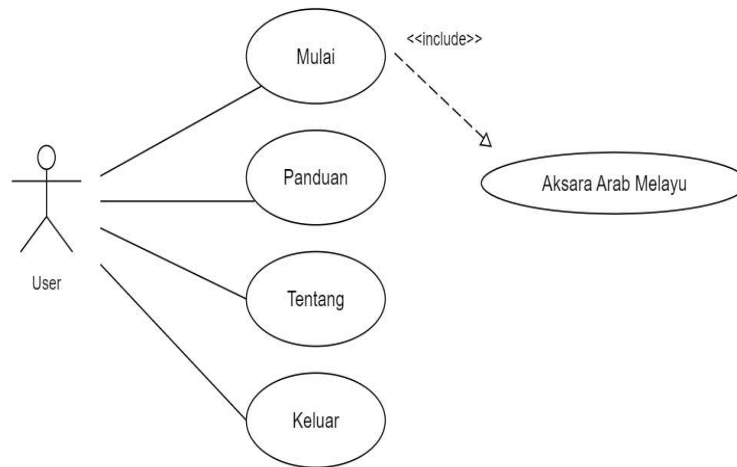 Mulai
<<include>>
Panduan
Aksara Arab Melayu
User
Tentang
Keluar